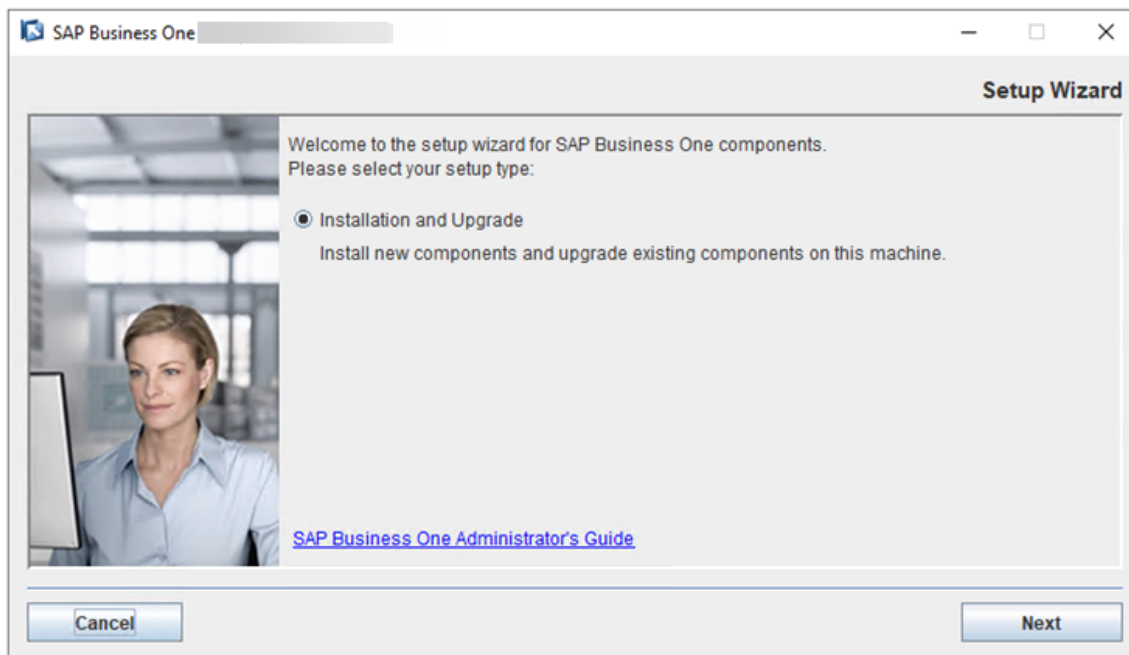 SAP Business One
Setup Wizard
Welcome to the setup wizard for SAP Business One components.
Please select your setup type:
Installation and Upgrade
Install new components and upgrade existing components on this machine.
SAP Business One Administrator's Guide
Cancel
Next